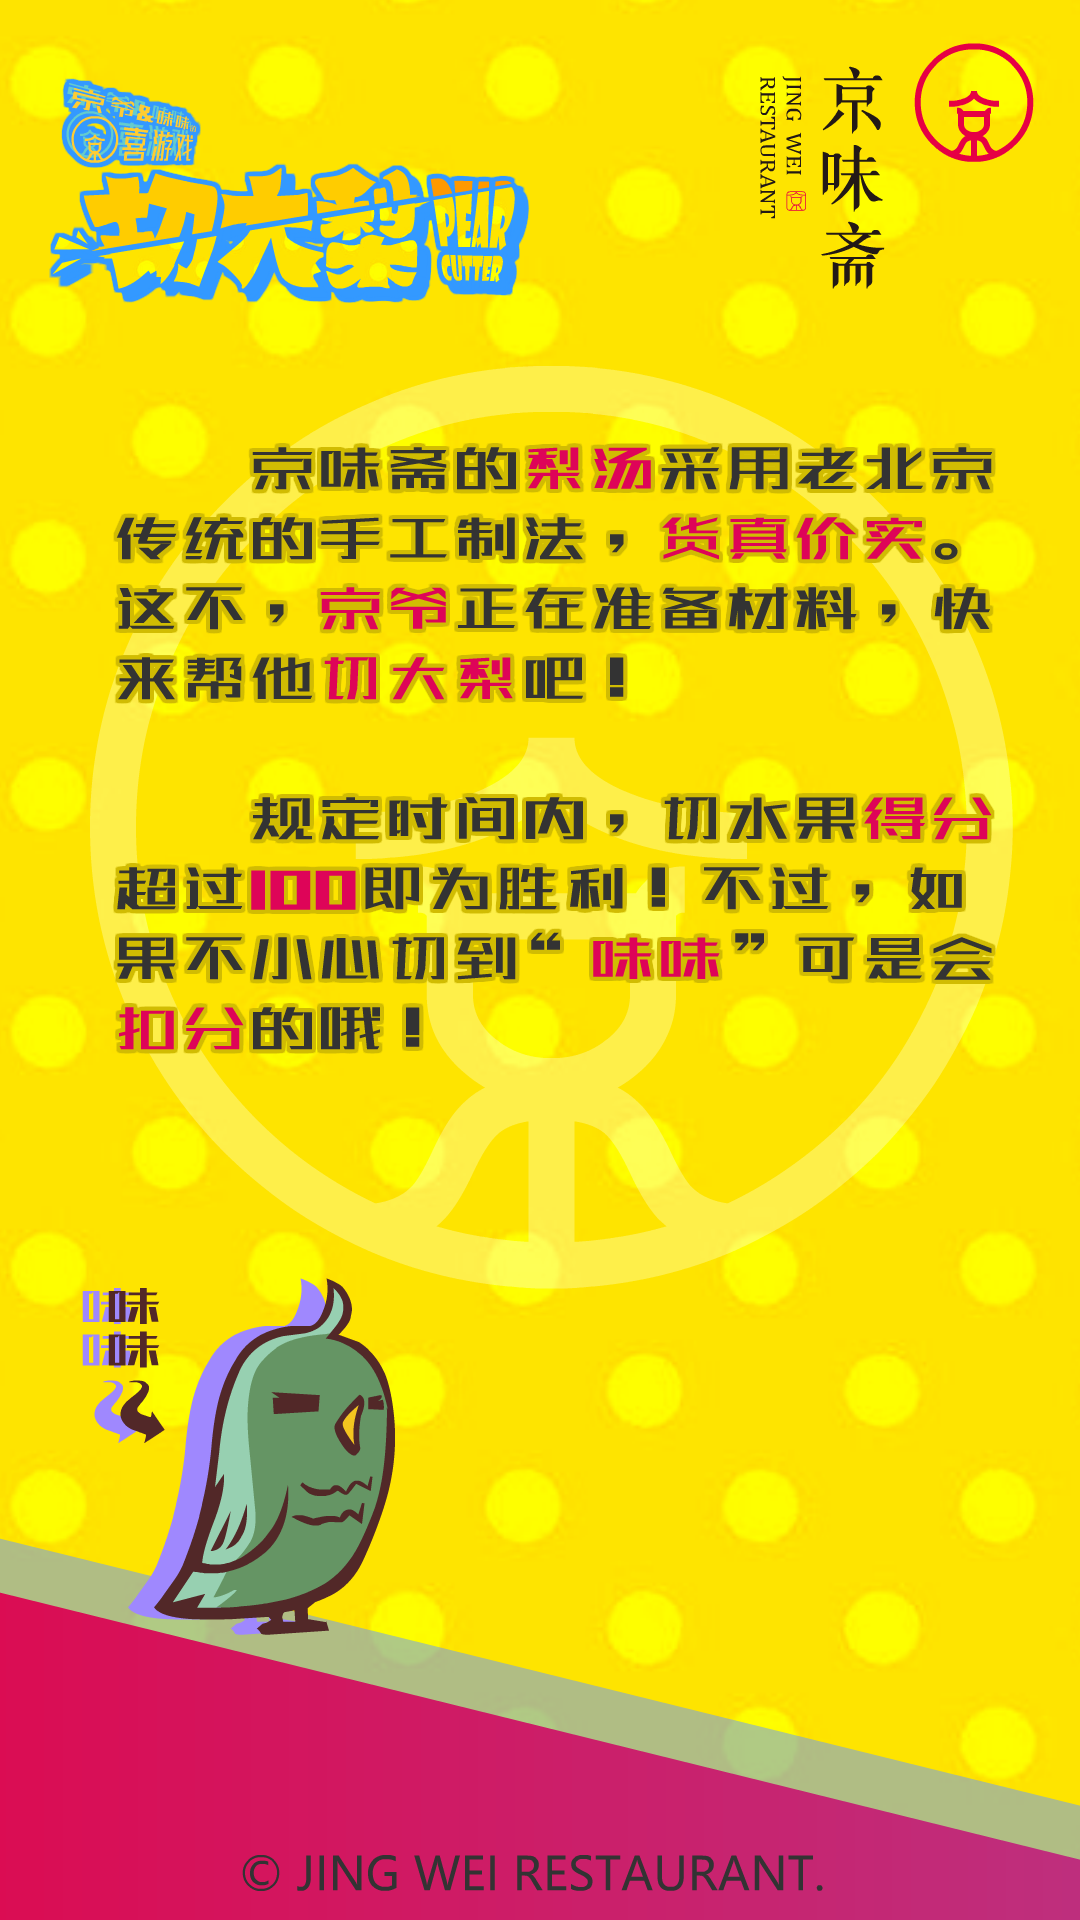 京爷&味味の
喜游戏
切大梨
PEAR
CUTTER
京味斋
JING WEI
RESTAURANT
京味斋的梨汤采用老北京
传统的手工制法，货真价实。
这不，京爷正在准备材料，快
来帮他切大梨吧！
规定时间内，切水果得分
超过100即为胜利！不过，如
果不小心切到“味味”可是会
扣分的哦！
味
味
© JING WEI RESTAURANT.